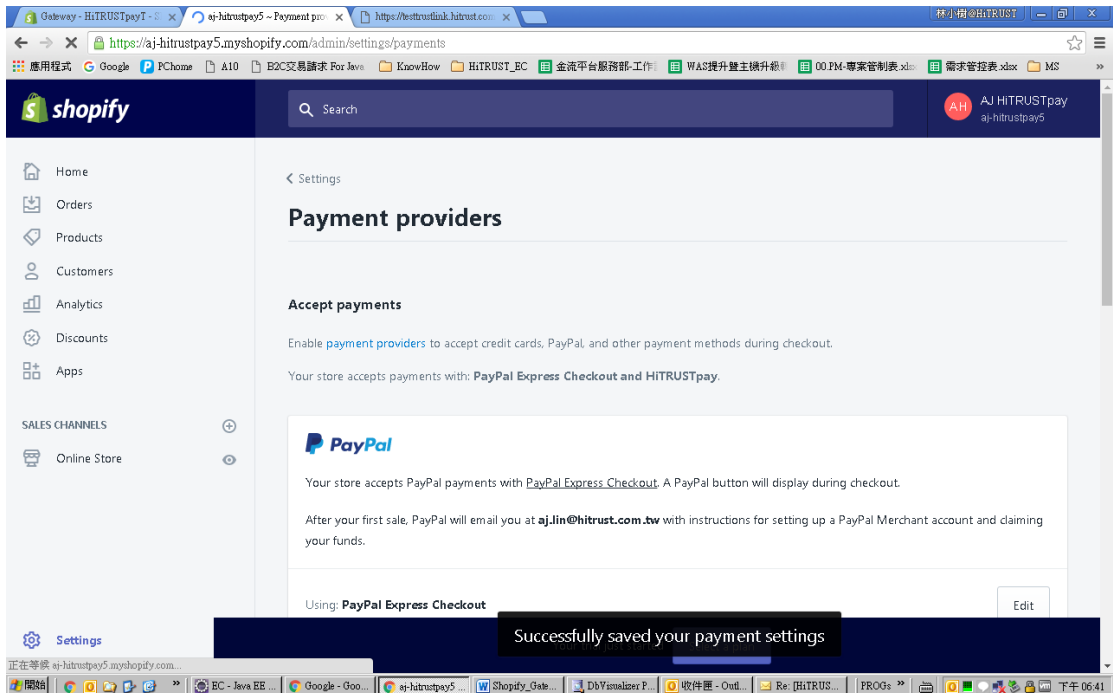 Gateway - HiTRUSTpayT - S
aj-hitrustpay5 ~ Payment prov
https://testtrustlink.hitrust.com
林小樹@HiTRUST
https://aj-hitrustpay5.myshopify.com/admin/settings/payments
應用程式 Google PChome A10 B2C交易請求 For Java KnowHow HiTRUST_EC 金流平台服務部-工作 WAS提升暨主機升級 00.PM-專案管制表.xls 需求管控表.xlsx MS »
shopify
Search
AH
AJ HiTRUSTpay
aj-hitrustpay5
Home
Orders
Products
Customers
Analytics
Discounts
Apps
SALES CHANNELS
Online Store
Settings
Settings
Payment providers
Accept payments
Enable payment providers to accept credit cards, PayPal, and other payment methods during checkout.
Your store accepts payments with: PayPal Express Checkout and HiTRUSTpay.
PayPal
Your store accepts PayPal payments with PayPal Express Checkout. A PayPal button will display during checkout.
After your first sale, PayPal will email you at aj.lin@hitrust.com.tw with instructions for setting up a PayPal Merchant account and claiming
your funds.
Using: PayPal Express Checkout
Edit
Successfully saved your payment settings
Your trial just started Select a plan
正在等候 aj-hitrustpay5.myshopify.com...
開始 » EC - Java EE ... Google - Goo... aj-hitrustpay5 ... Shopify_Gate... DbVisualizer P... 收件匣 - Outl... Re: [HiTRUS... PROGs » 下午 06:41